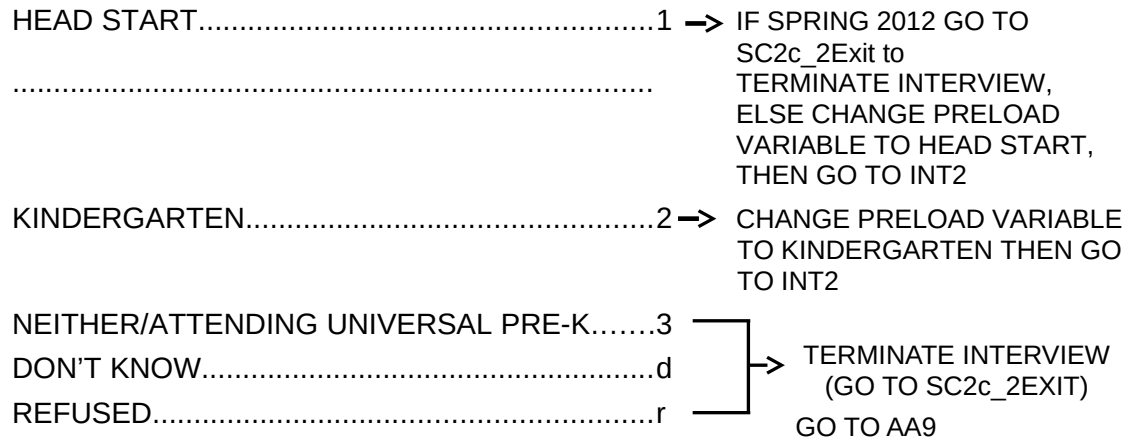 HEAD START.......................................................1 IF SPRING 2012 GO TO
SC2c_2Exit to
.............................................................................. TERMINATE INTERVIEW,
ELSE CHANGE PRELOAD
VARIABLE TO HEAD START,
THEN GO TO INT2
KINDERGARTEN.................................................2 CHANGE PRELOAD VARIABLE
TO KINDERGARTEN THEN GO
TO INT2
NEITHER/ATTENDING UNIVERSAL PRE-K.......3
DON’T KNOW......................................................d TERMINATE INTERVIEW
(GO TO SC2c_2EXIT)
REFUSED............................................................r GO TO AA9